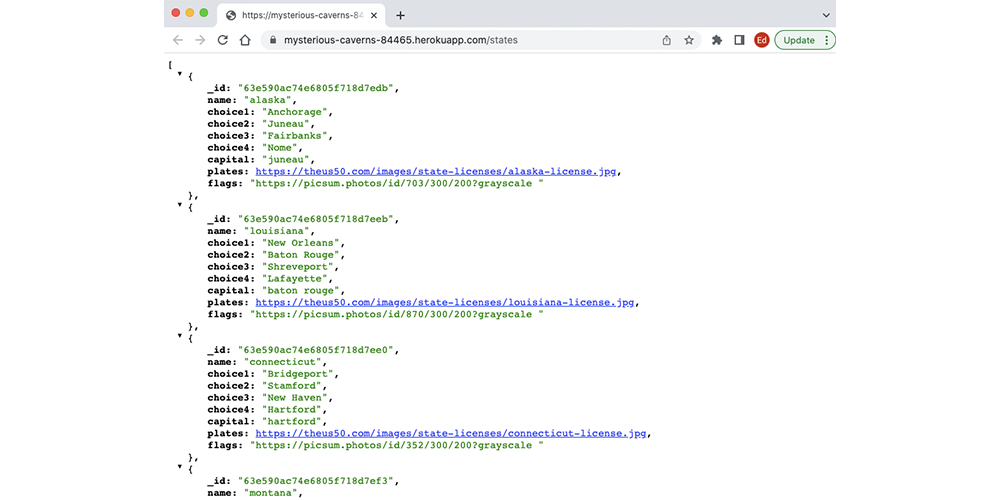 https://mysterious-caverns-84
mysterious-caverns-84465.herokuapp.com/states
Ed
Update
[
{
_id: "63e590ac74e6805f718d7edb",
name: "alaska",
choice1: "Anchorage",
choice2: "Juneau",
choice3: "Fairbanks",
choice4: "Nome",
capital: "juneau",
plates: https://theus50.com/images/state-licenses/alaska-license.jpg,
flags: "https://picsum.photos/id/703/300/200?grayscale "
},
{
_id: "63e590ac74e6805f718d7eeb",
name: "louisiana",
choice1: "New Orleans",
choice2: "Baton Rouge",
choice3: "Shreveport",
choice4: "Lafayette",
capital: "baton rouge",
plates: https://theus50.com/images/state-licenses/louisiana-license.jpg,
flags: "https://picsum.photos/id/870/300/200?grayscale "
},
{
_id: "63e590ac74e6805f718d7ee0",
name: "connecticut",
choice1: "Bridgeport",
choice2: "Stamford",
choice3: "New Haven",
choice4: "Hartford",
capital: "hartford",
plates: https://theus50.com/images/state-licenses/connecticut-license.jpg,
flags: "https://picsum.photos/id/352/300/200?grayscale "
},
{
_id: "63e590ac74e6805f718d7ef3",
name: "montana",